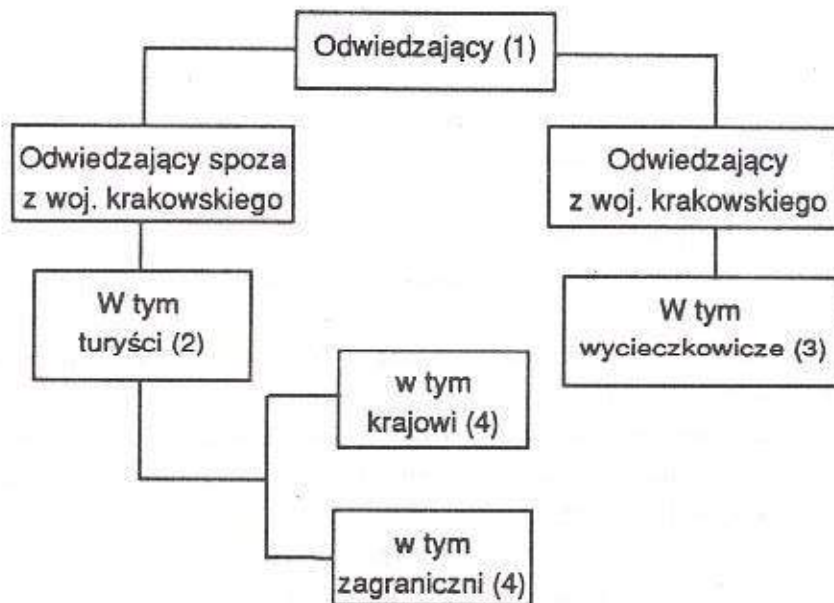 Odwiedzający (1)
Odwiedzający spoza
z woj. krakowskiego
Odwiedzający
z woj. krakowskiego
W tym
turyści (2)
W tym
wycieczkowicze (3)
w tym
krajowi (4)
w tym
zagraniczni (4)